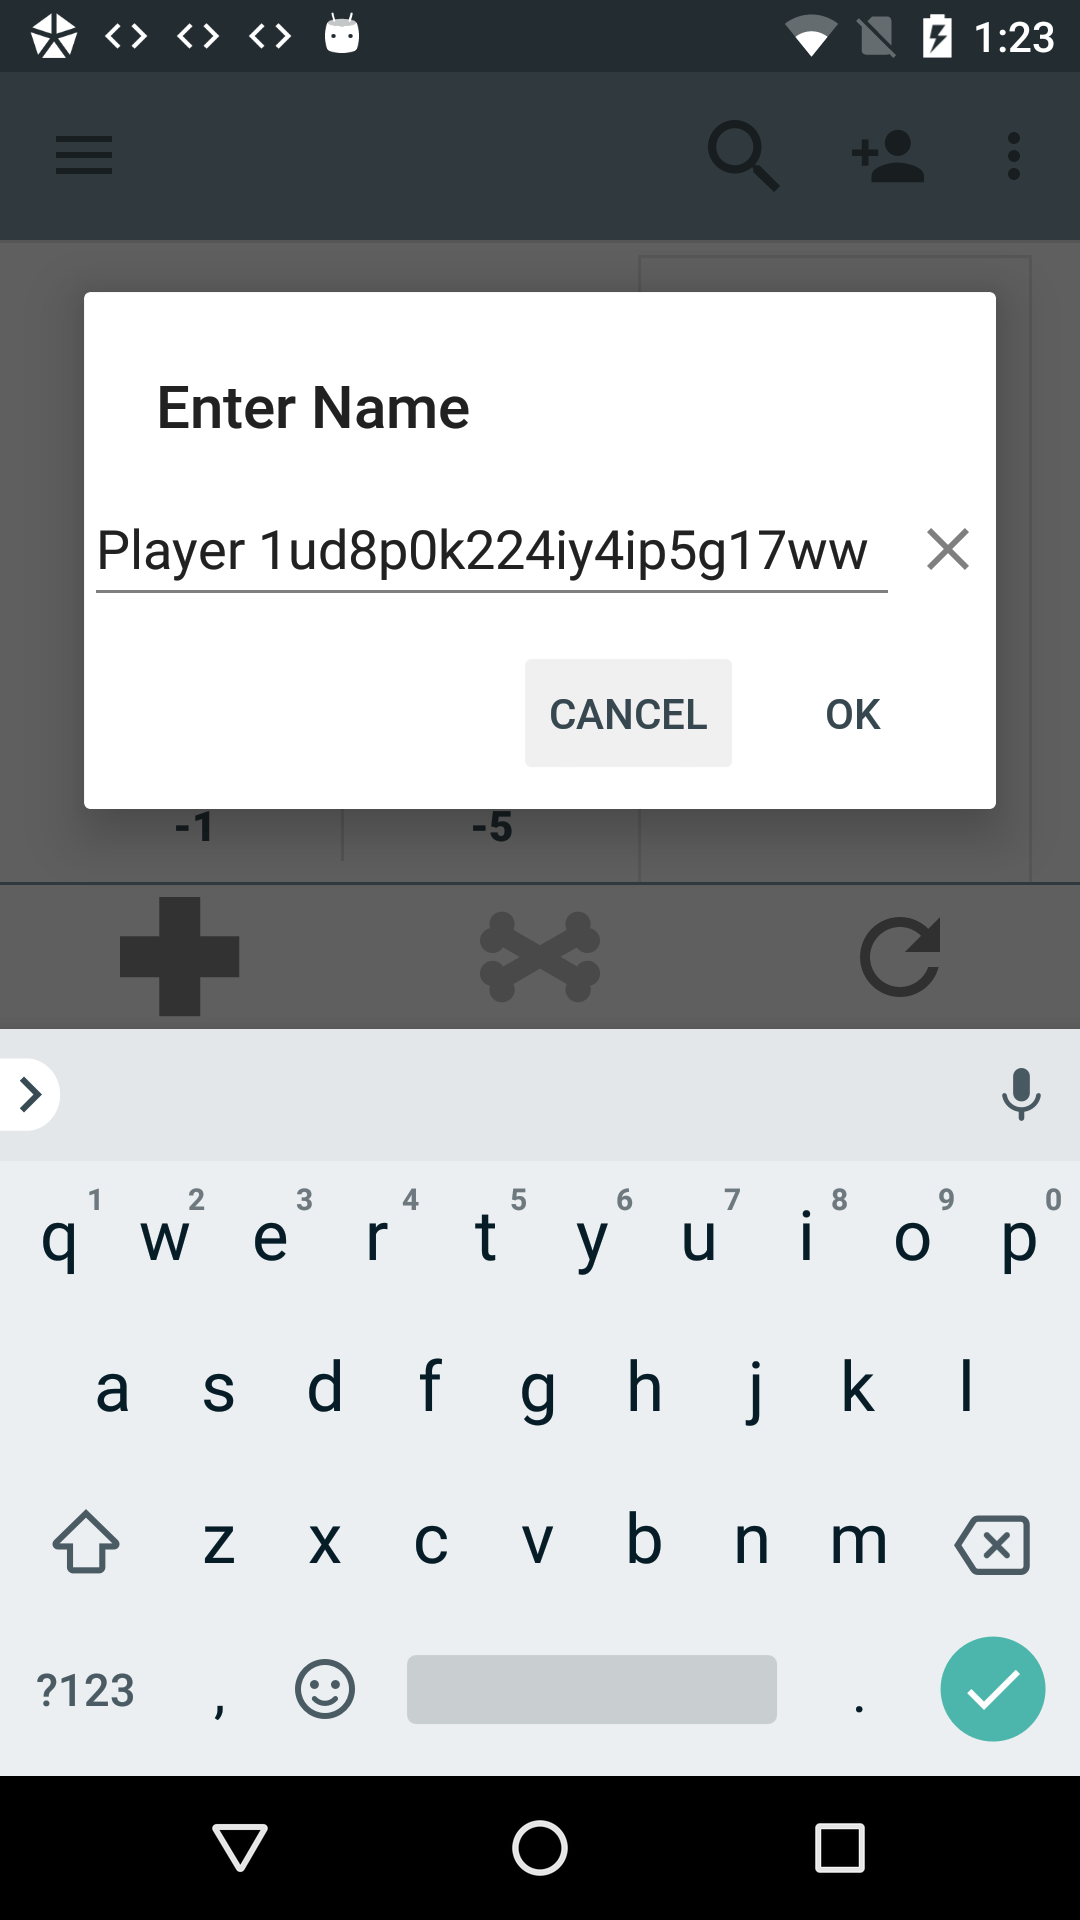 1:23
Enter Name
Player 1ud8p0k224iy4ip5g17ww
CANCEL OK
-1 -5
1 2 3 4 5 6 7 8 9 0
q w e r t y u i o p
a s d f g h j k l
z x c v b n m
?123 , .